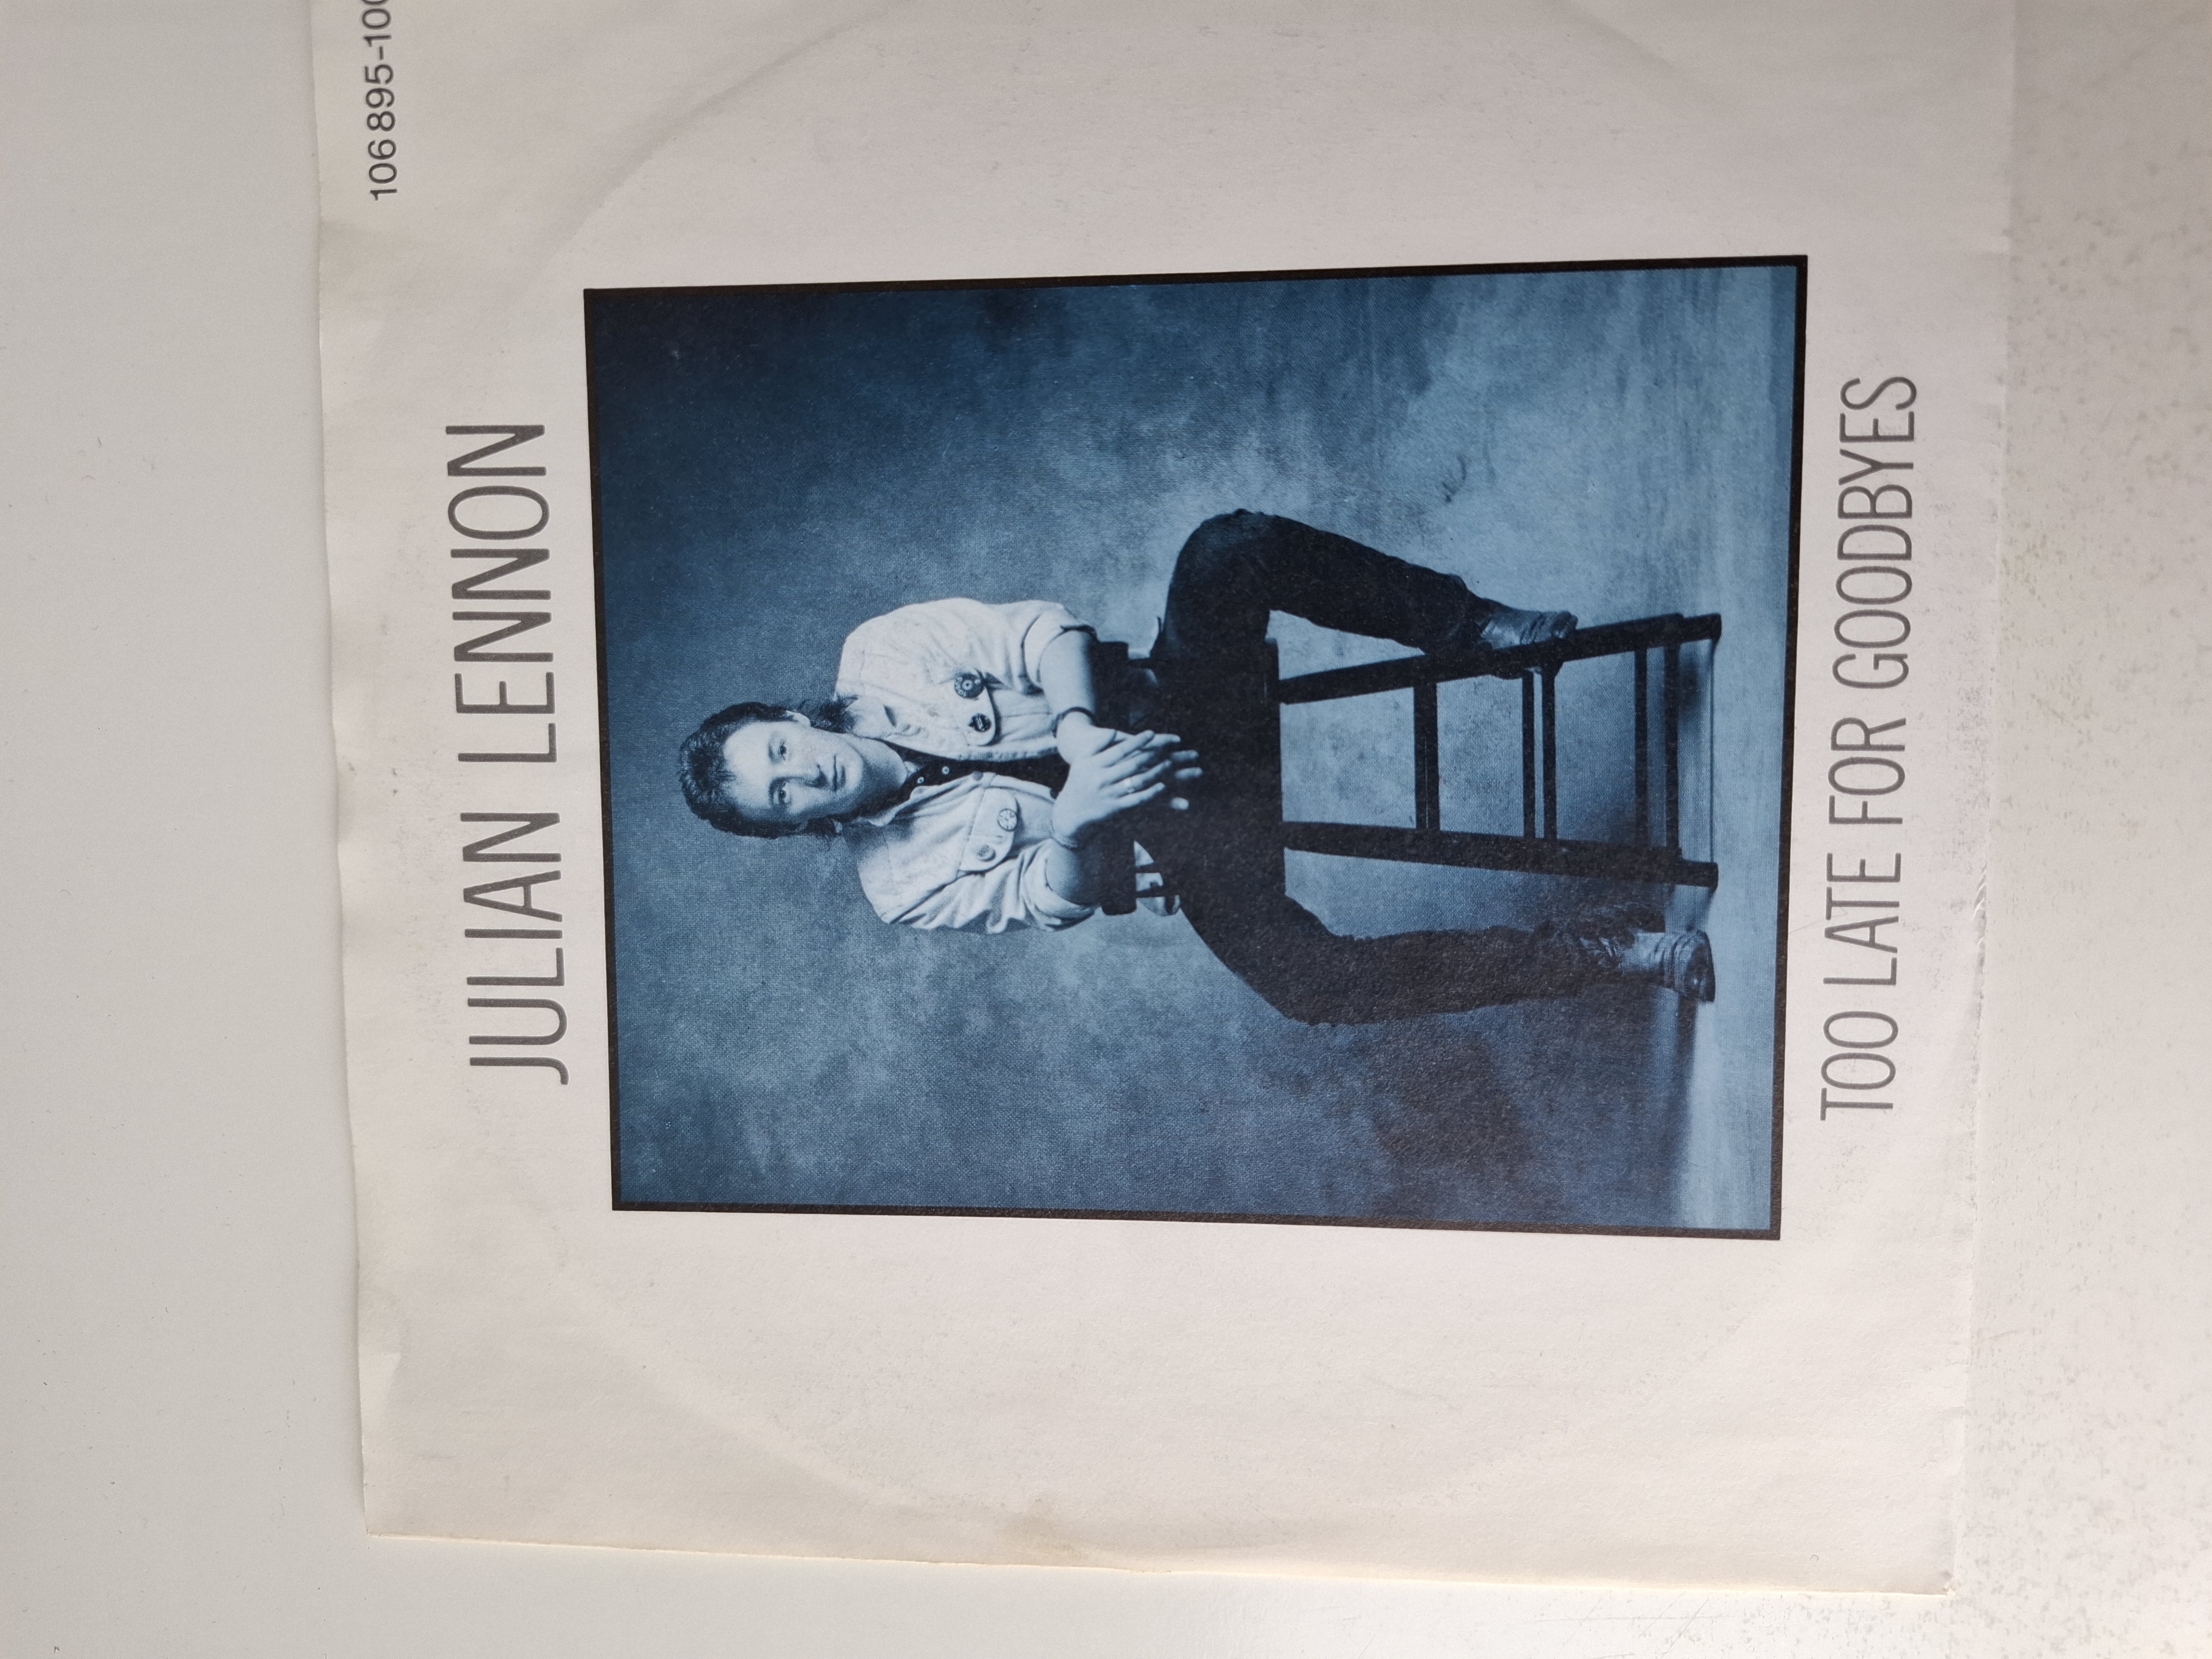 106 895-100
JULIAN LENNON
TOO LATE FOR GOODBYES